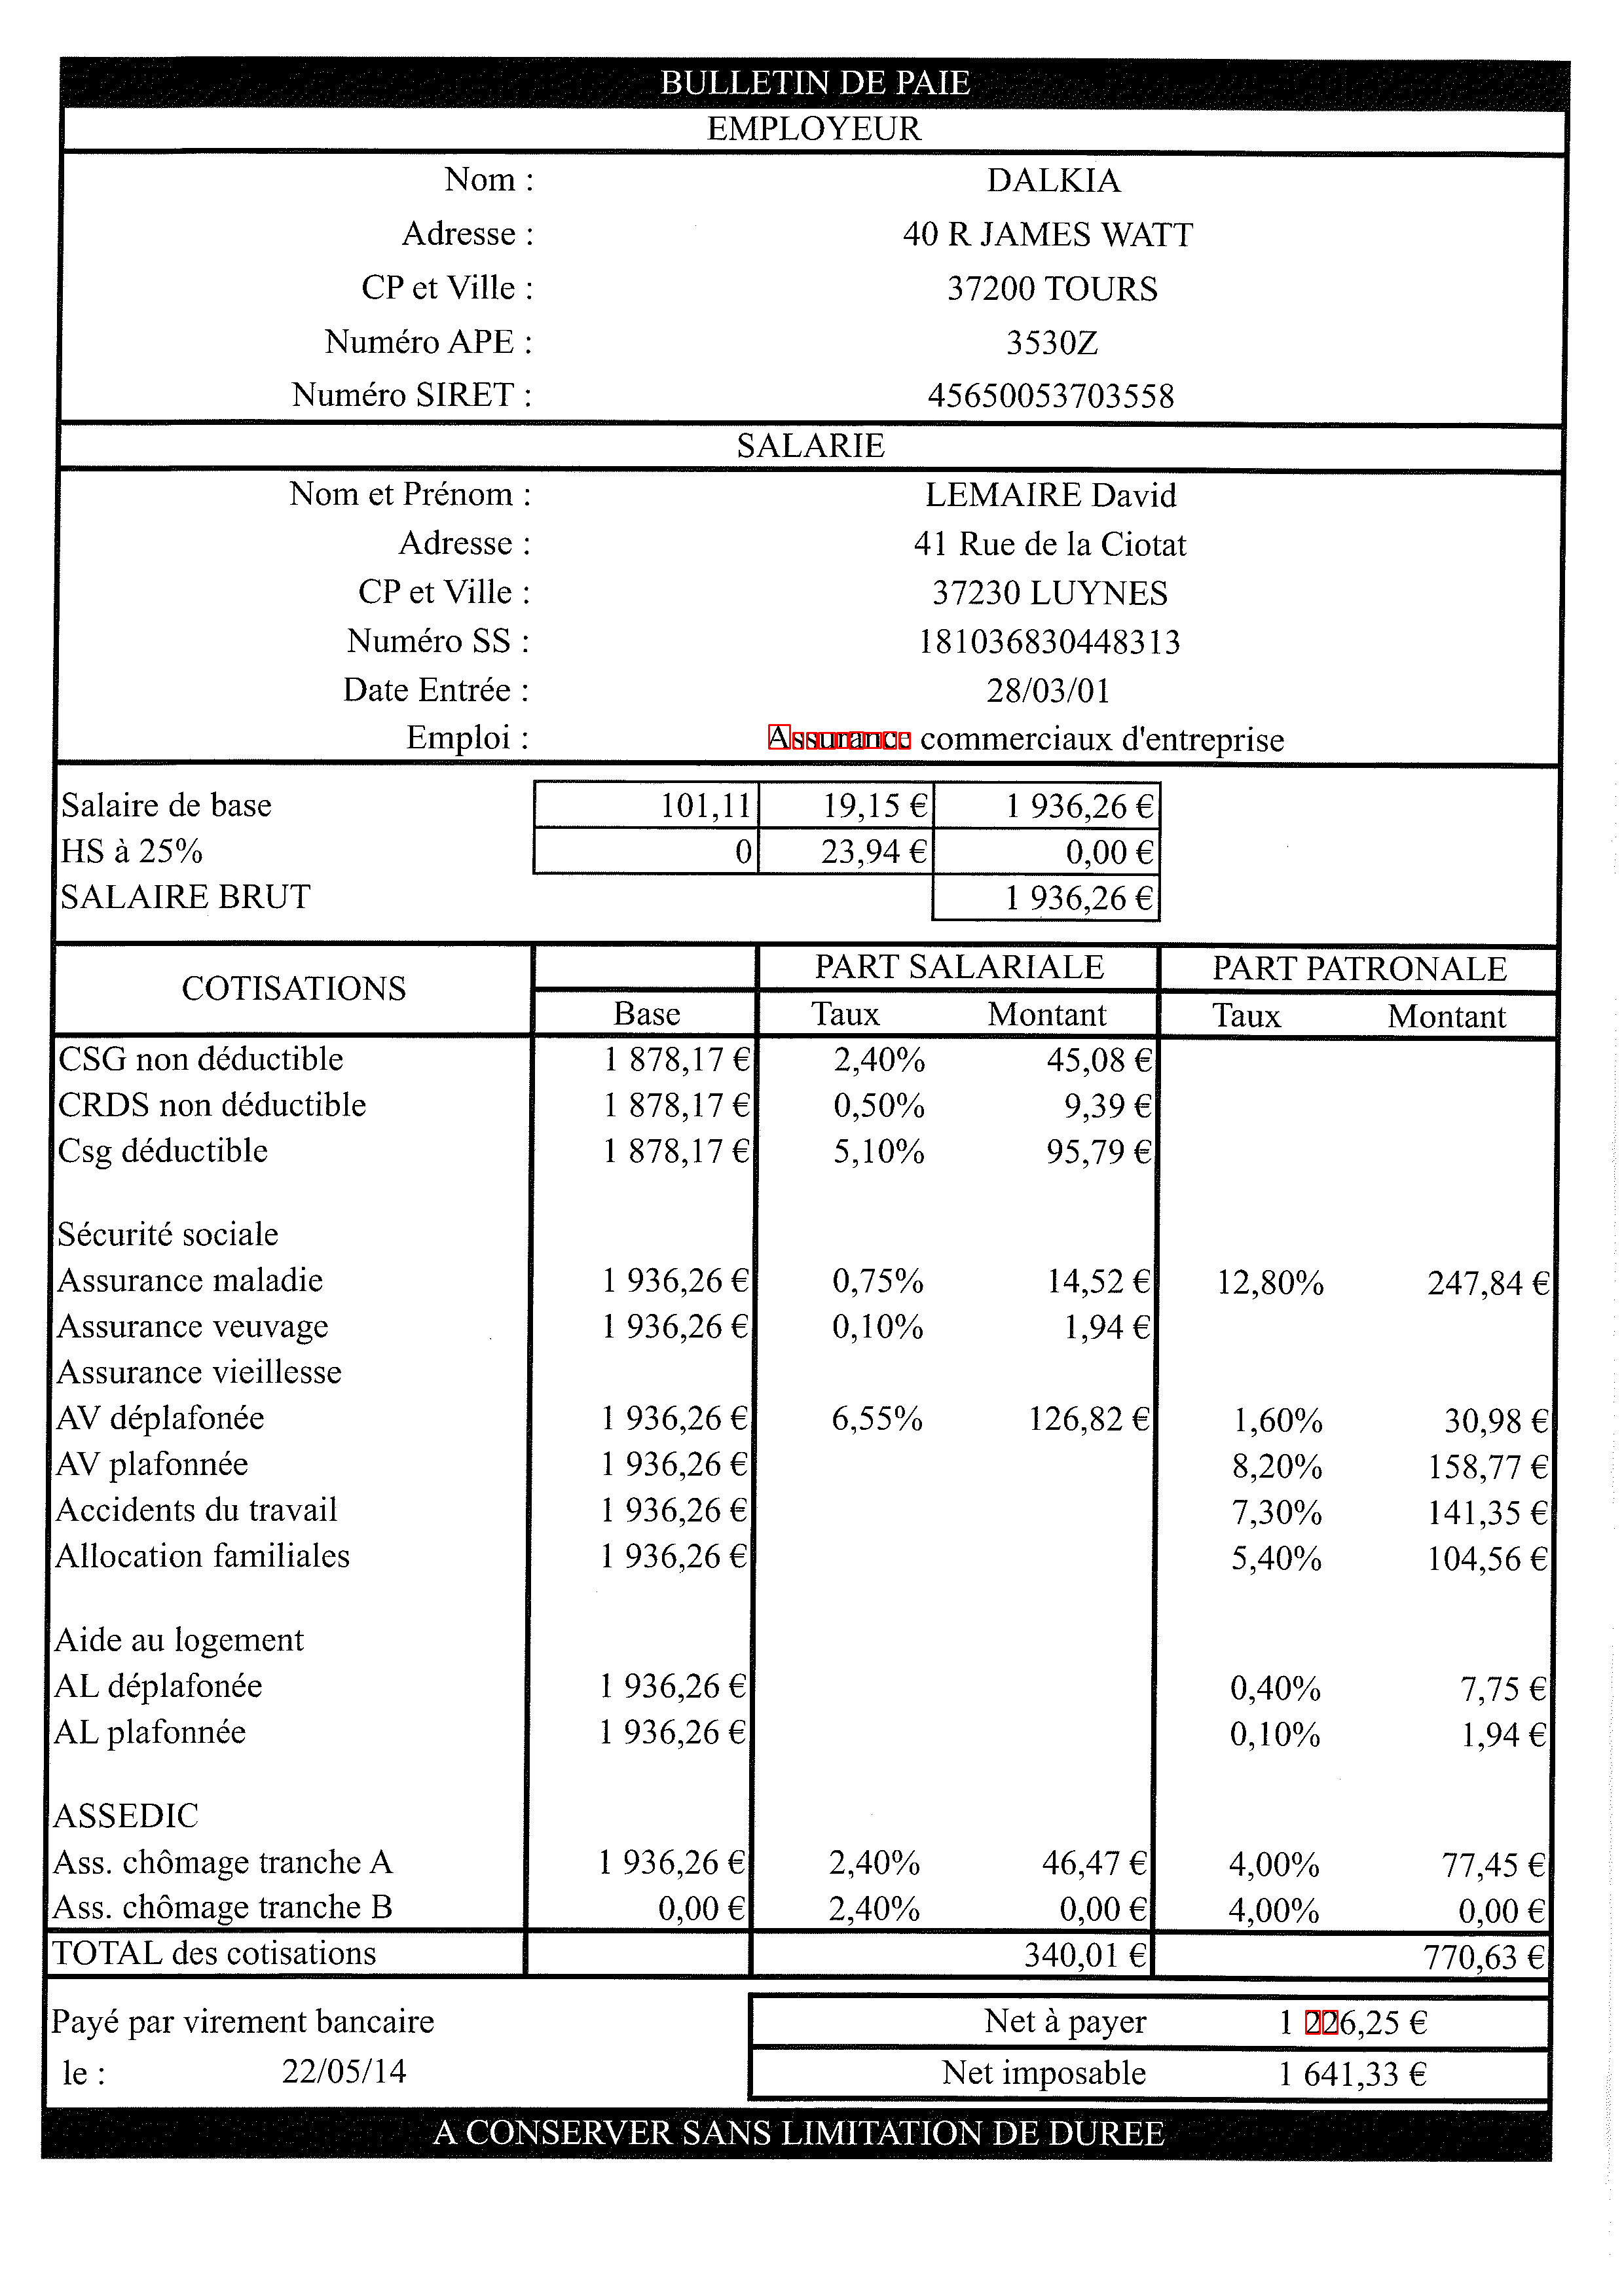 BULLETIN DE PAIE
EMPLOYEUR
Nom : DALKIA
Adresse : 40 R JAMES WATT
CP et Ville : 37200 TOURS
Numéro APE : 3530Z
Numéro SIRET : 45650053703558
SALARIE
Nom et Prénom : LEMAIRE David
Adresse : 41 Rue de la Ciotat
CP et Ville : 37230 LUYNES
Numéro SS : 181036830448313
Date Entrée : 28/03/01
Emploi : Assurance commerciaux d'entreprise
Salaire de base 101,11 19,15 € 1 936,26 €
HS à 25% 0 23,94 € 0,00 €
SALAIRE BRUT 1 936,26 €
COTISATIONS PART SALARIALE PART PATRONALE
Base Taux Montant Taux Montant
CSG non déductible 1 878,17 € 2,40% 45,08 €
CRDS non déductible 1 878,17 € 0,50% 9,39 €
Csg déductible 1 878,17 € 5,10% 95,79 €
Sécurité sociale
Assurance maladie 1 936,26 € 0,75% 14,52 € 12,80% 247,84 €
Assurance veuvage 1 936,26 € 0,10% 1,94 €
Assurance vieillesse
AV déplafonée 1 936,26 € 6,55% 126,82 € 1,60% 30,98 €
AV plafonnée 1 936,26 € 8,20% 158,77 €
Accidents du travail 1 936,26 € 7,30% 141,35 €
Allocation familiales 1 936,26 € 5,40% 104,56 €
Aide au logement
AL déplafonée 1 936,26 € 0,40% 7,75 €
AL plafonnée 1 936,26 € 0,10% 1,94 €
ASSEDIC
Ass. chômage tranche A 1 936,26 € 2,40% 46,47 € 4,00% 77,45 €
Ass. chômage tranche B 0,00 € 2,40% 0,00 € 4,00% 0,00 €
TOTAL des cotisations 340,01 € 770,63 €
Payé par virement bancaire Net à payer 1 226,25 €
le : 22/05/14 Net imposable 1 641,33 €
A CONSERVER SANS LIMITATION DE DUREE